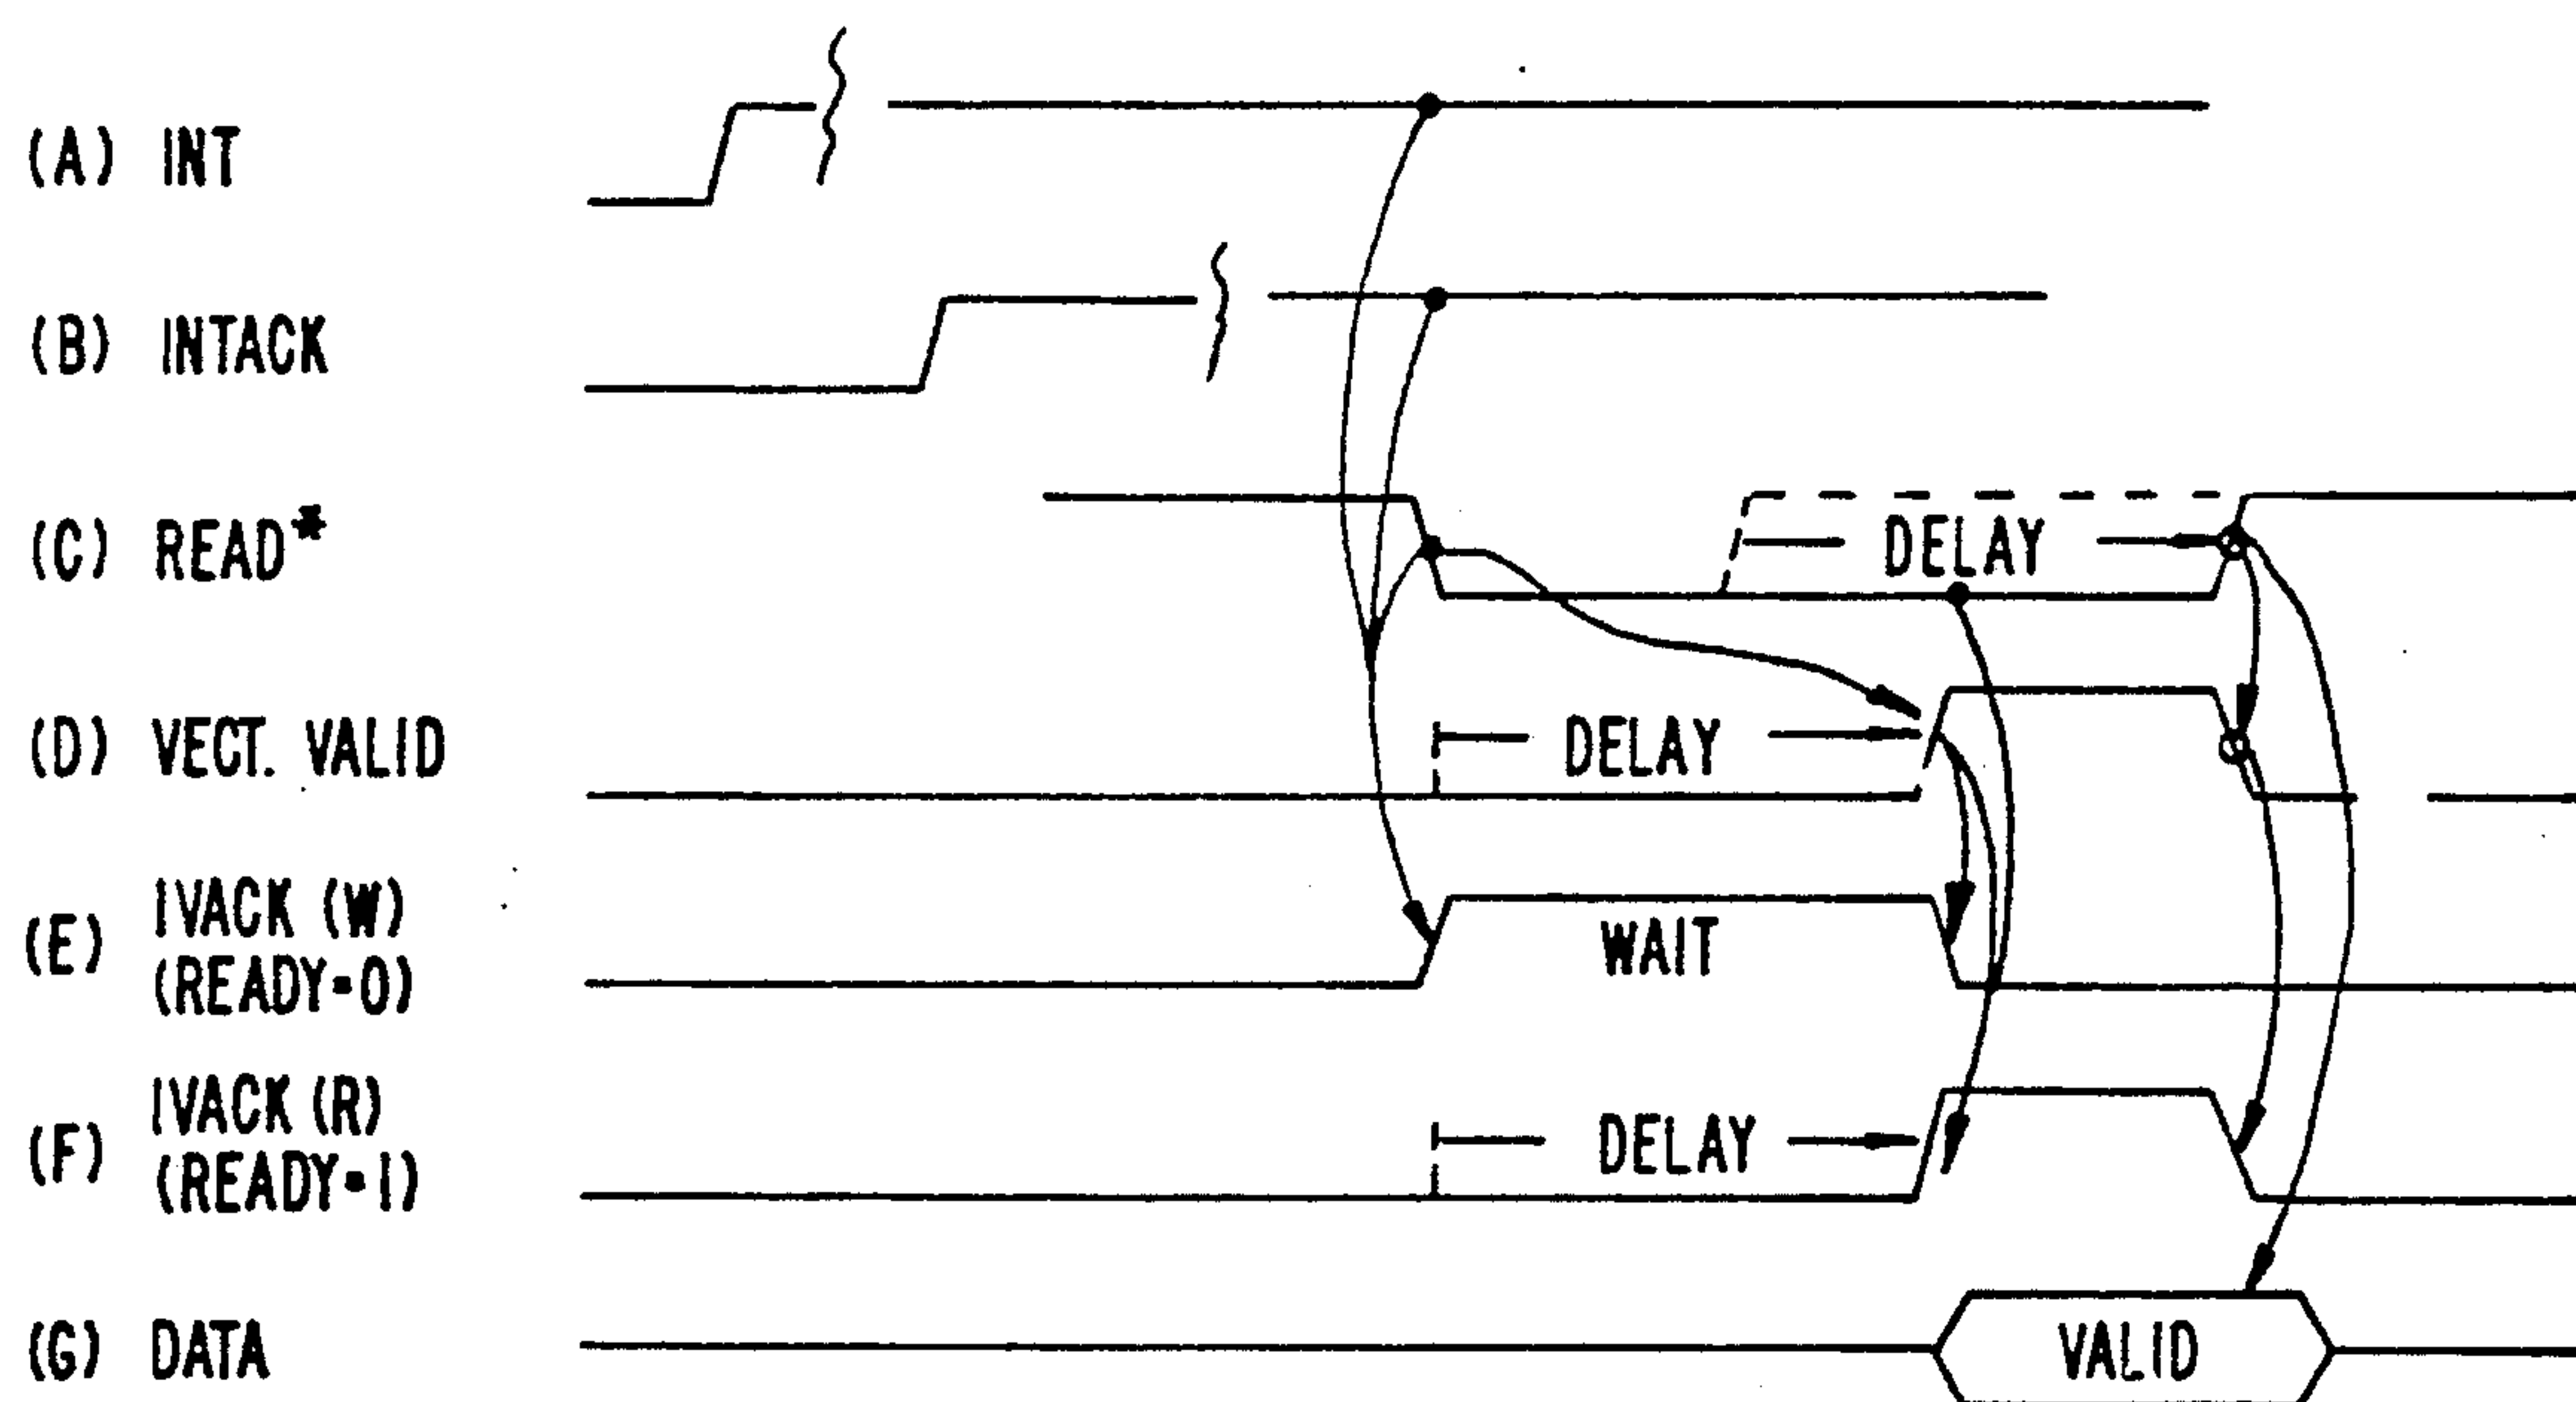 (A) INT
(B) INTACK
(C) READ* DELAY
(D) VECT. VALID DELAY
(E) IVACK (W) (READY=0) WAIT
(F) IVACK (R) (READY=1) DELAY
(G) DATA VALID